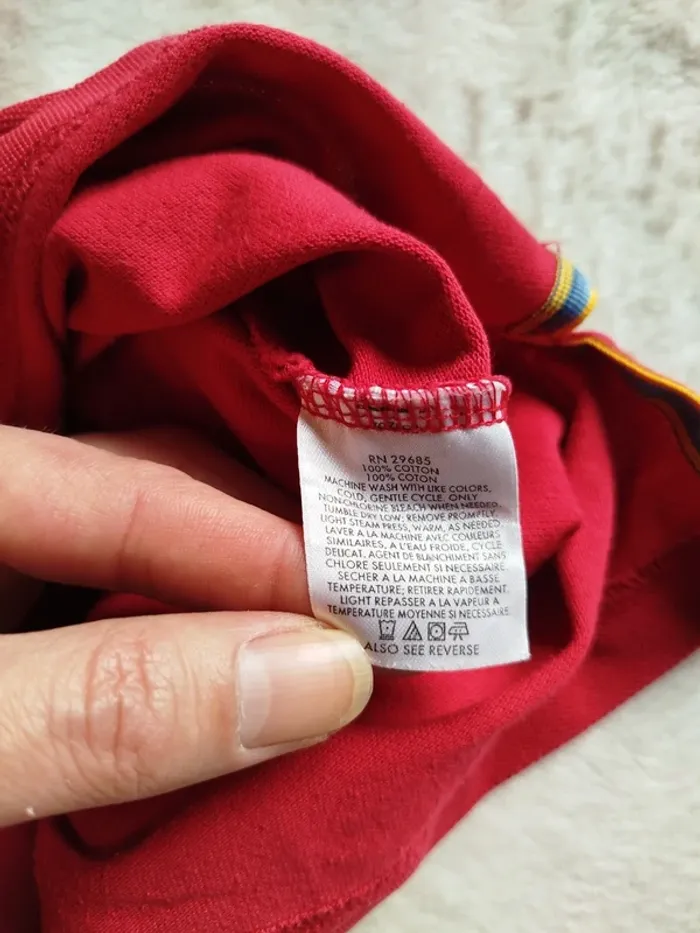 RN 29685
100% COTTON
100% COTON
MACHINE WASH WITH LIKE COLORS,
COLD, GENTLE CYCLE. ONLY
NON-CHLORINE BLEACH WHEN NEEDED.
TUMBLE DRY LOW; REMOVE PROMPTLY.
LIGHT STEAM PRESS, WARM, AS NEEDED
LAVER A LA MACHINE AVEC COULEURS
SIMILAIRES, A L'EAU FROIDE, CYCLE
DELICAT. AGENT DE BLANCHIMENT SANS
CHLORE SEULEMENT SI NECESSAIRE.
SECHER A LA MACHINE A BASSE
TEMPERATURE; RETIRER RAPIDEMENT.
LIGHT REPASSER A LA VAPEUR A
TEMPERATURE MOYENNE SI NECESSAIRE
ALSO SEE REVERSE